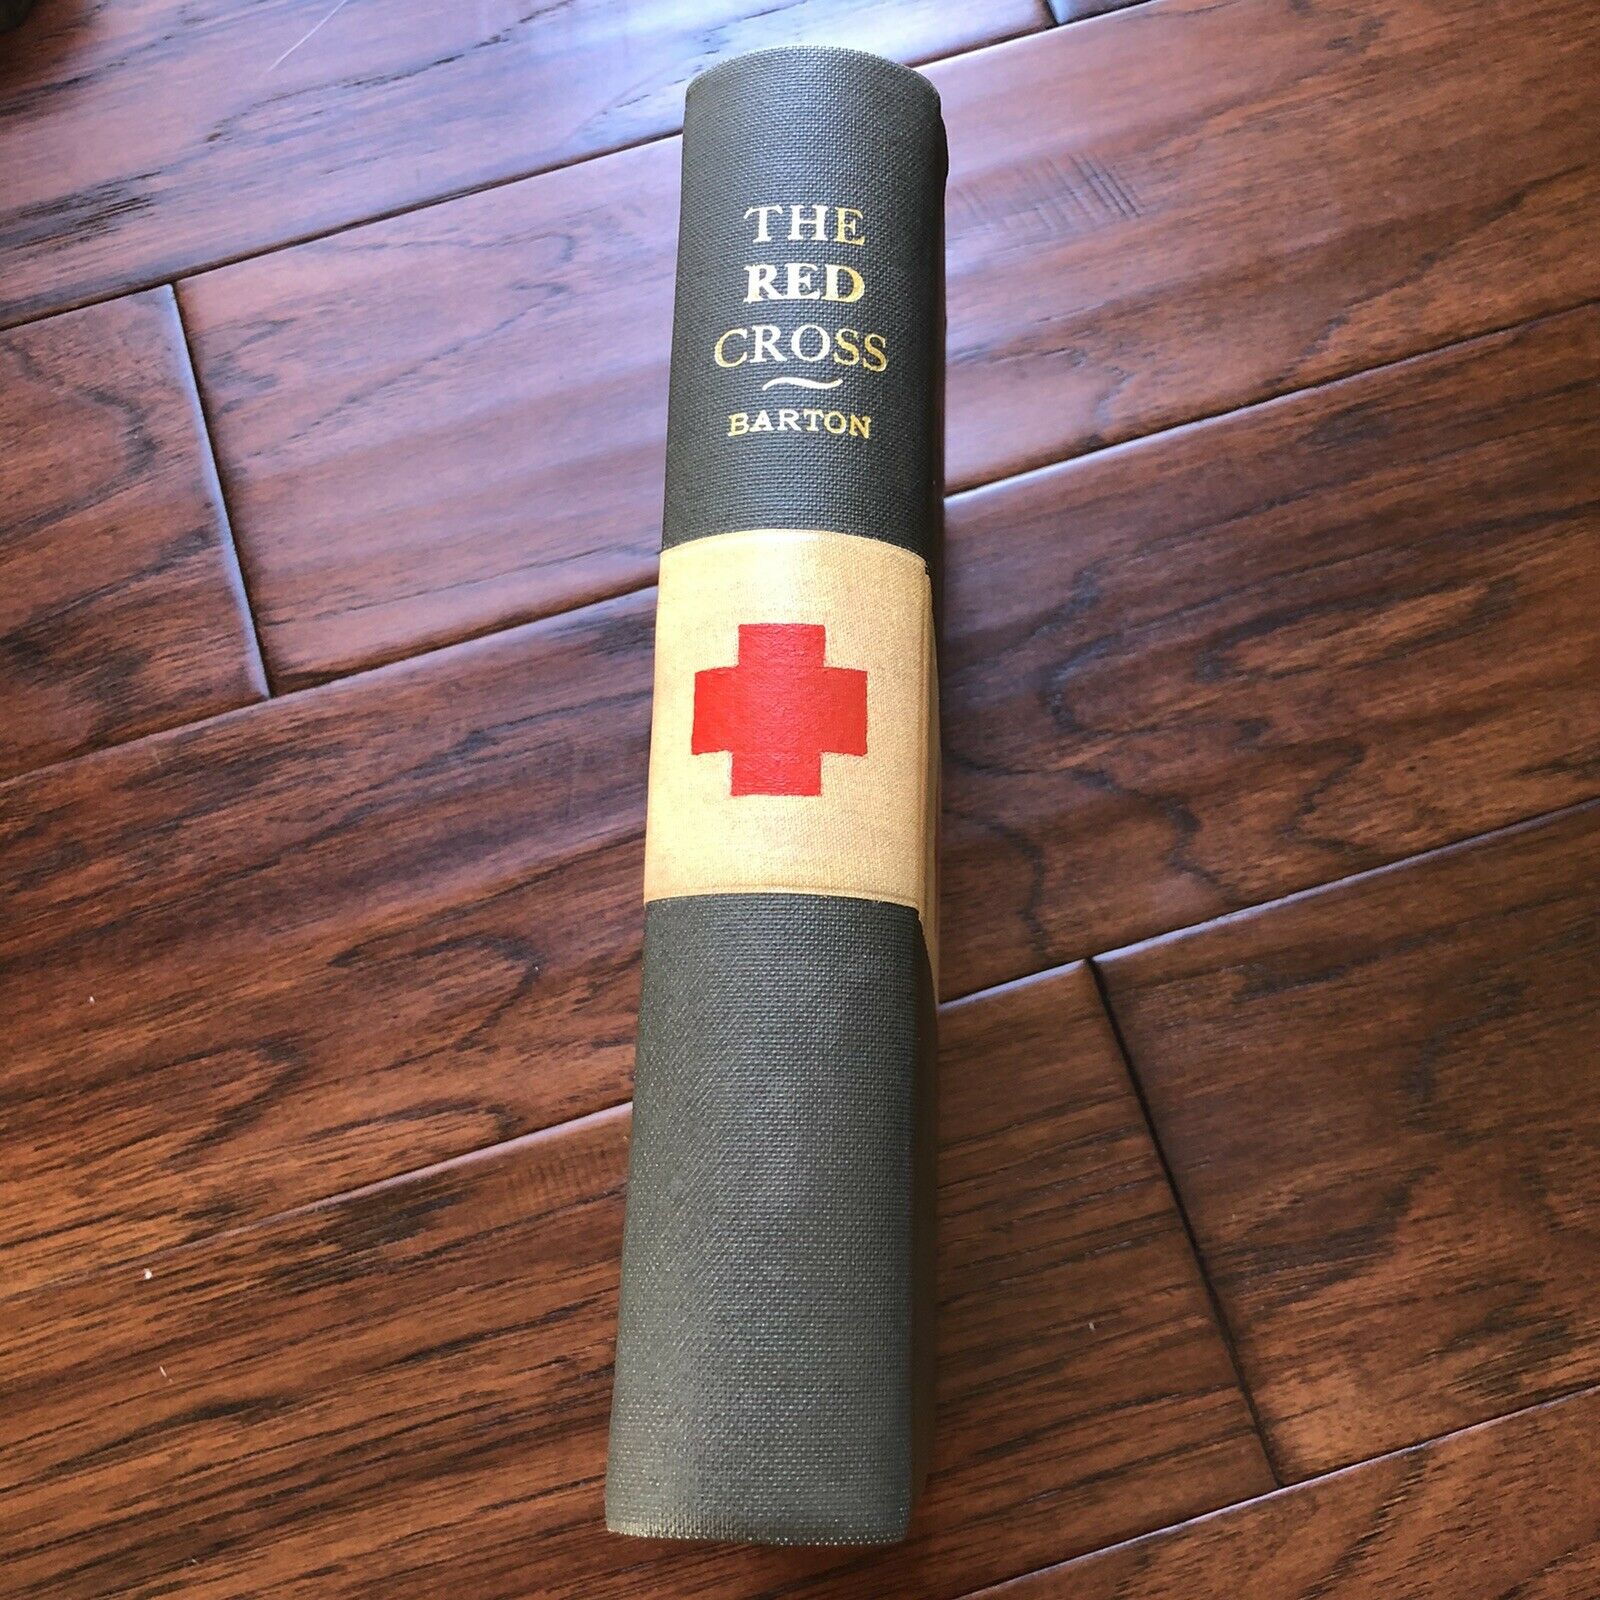 THE
RED
CROSS
BARTON